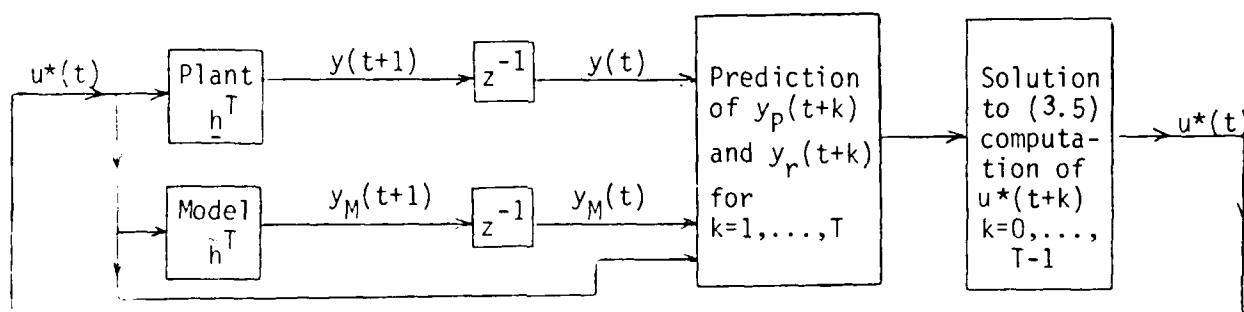 u*(t)
Plant
h^T
y(t+1)
z^-1
y(t)
Model
h^T
y_M(t+1)
z^-1
y_M(t)
Prediction
of y_p(t+k)
and y_r(t+k)
for
k=1,...,T
Solution
to (3.5)
computa-
tion of
u*(t+k)
k=0,...,
T-1
u*(t)